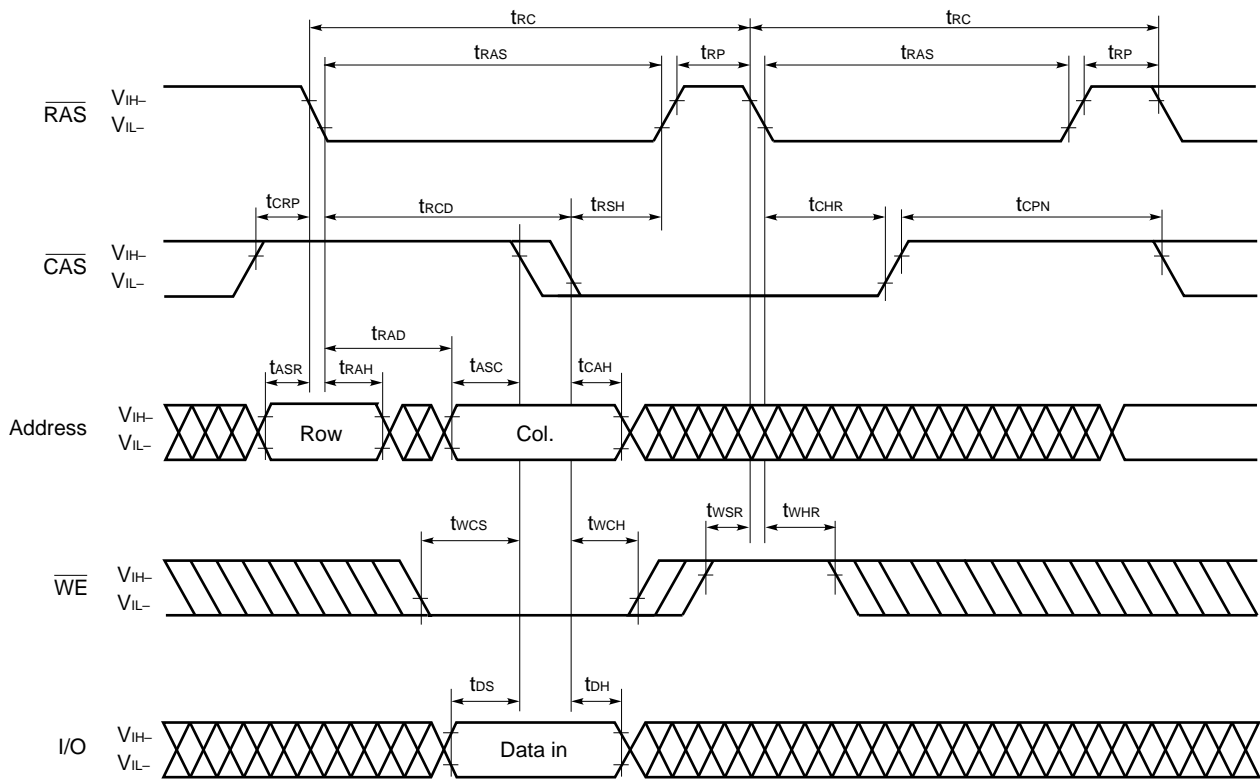 tRC tRC
tRAS tRP tRAS tRP
RAS VIH–
VIL–
tCRP tRCD tRSH tCHR tCPN
CAS VIH–
VIL–
tRAD
tASR tRAH tASC tCAH
Address VIH–
VIL–
Row Col.
tWCS tWCH tWSR tWHR
WE VIH–
VIL–
tDS tDH
I/O VIH–
VIL–
Data in